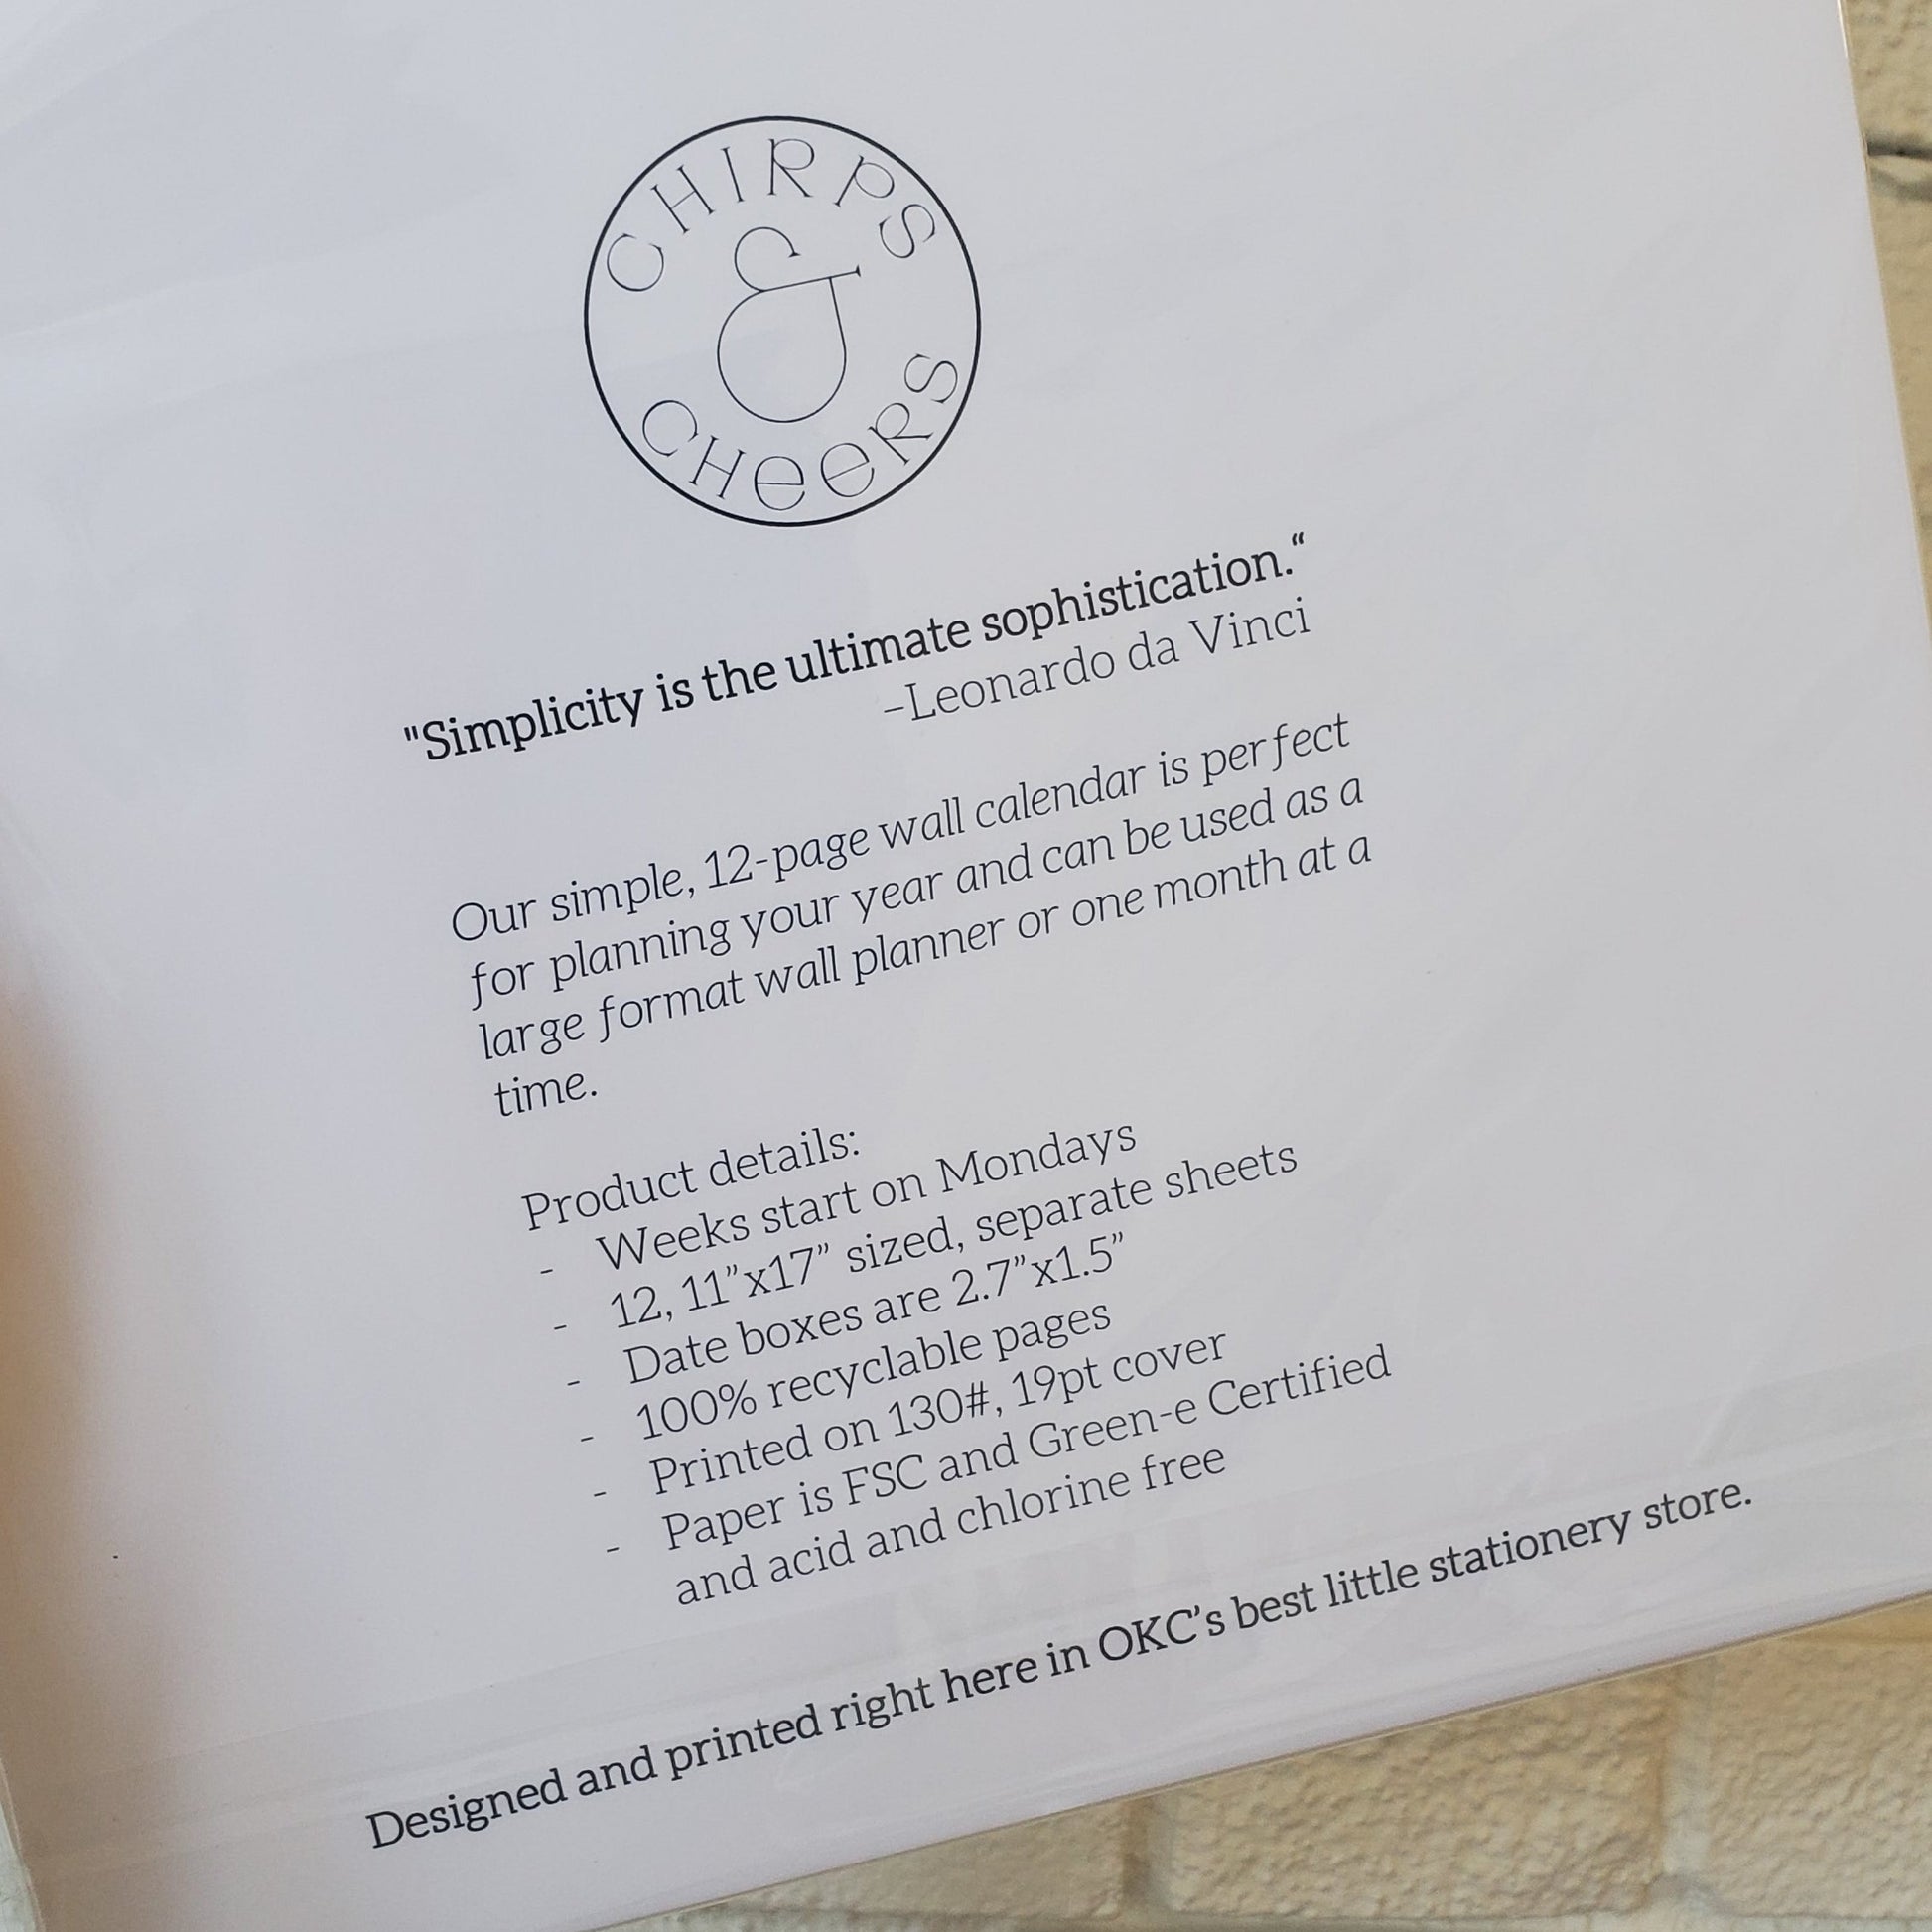 CHIRPS
&
CHeeRS
"Simplicity is the ultimate sophistication.“
–Leonardo da Vinci
Our simple, 12-page wall calendar is perfect
for planning your year and can be used as a
large format wall planner or one month at a
time.
Product details:
- Weeks start on Mondays
- 12, 11”x17” sized, separate sheets
- Date boxes are 2.7”x1.5”
- 100% recyclable pages
- Printed on 130#, 19pt cover
- Paper is FSC and Green-e Certified
and acid and chlorine free
Designed and printed right here in OKC’s best little stationery store.